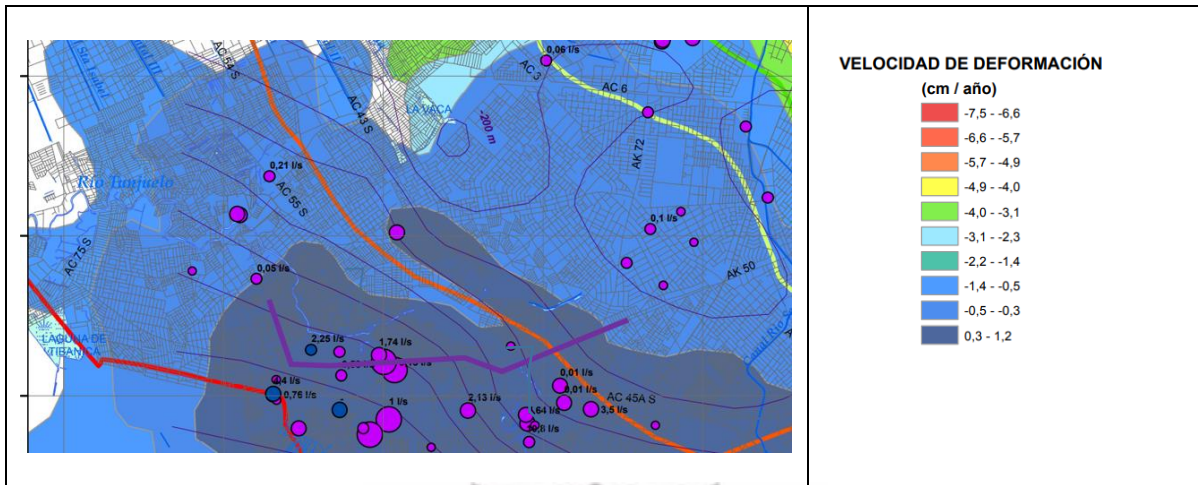 Sta Isabel
AC 54 S
AC 43 S
LA VACA
0,06 l/s
AC 3
AC 6
-200 m
AK 72
0,21 l/s
AC 55 S
Río Tunjuelo
0,1 l/s
AC 75 S
0,05 l/s
AK 50
LAGUNA DE
TIBANICA
2,25 l/s
1,74 l/s
0,76 l/s
1 l/s
2,13 l/s
0,01 l/s
0,01 l/s
AC 45A S
3,5 l/s
VELOCIDAD DE DEFORMACIÓN
(cm / año)
-7,5 - -6,6
-6,6 - -5,7
-5,7 - -4,9
-4,9 - -4,0
-4,0 - -3,1
-3,1 - -2,3
-2,2 - -1,4
-1,4 - -0,5
-0,5 - -0,3
0,3 - 1,2